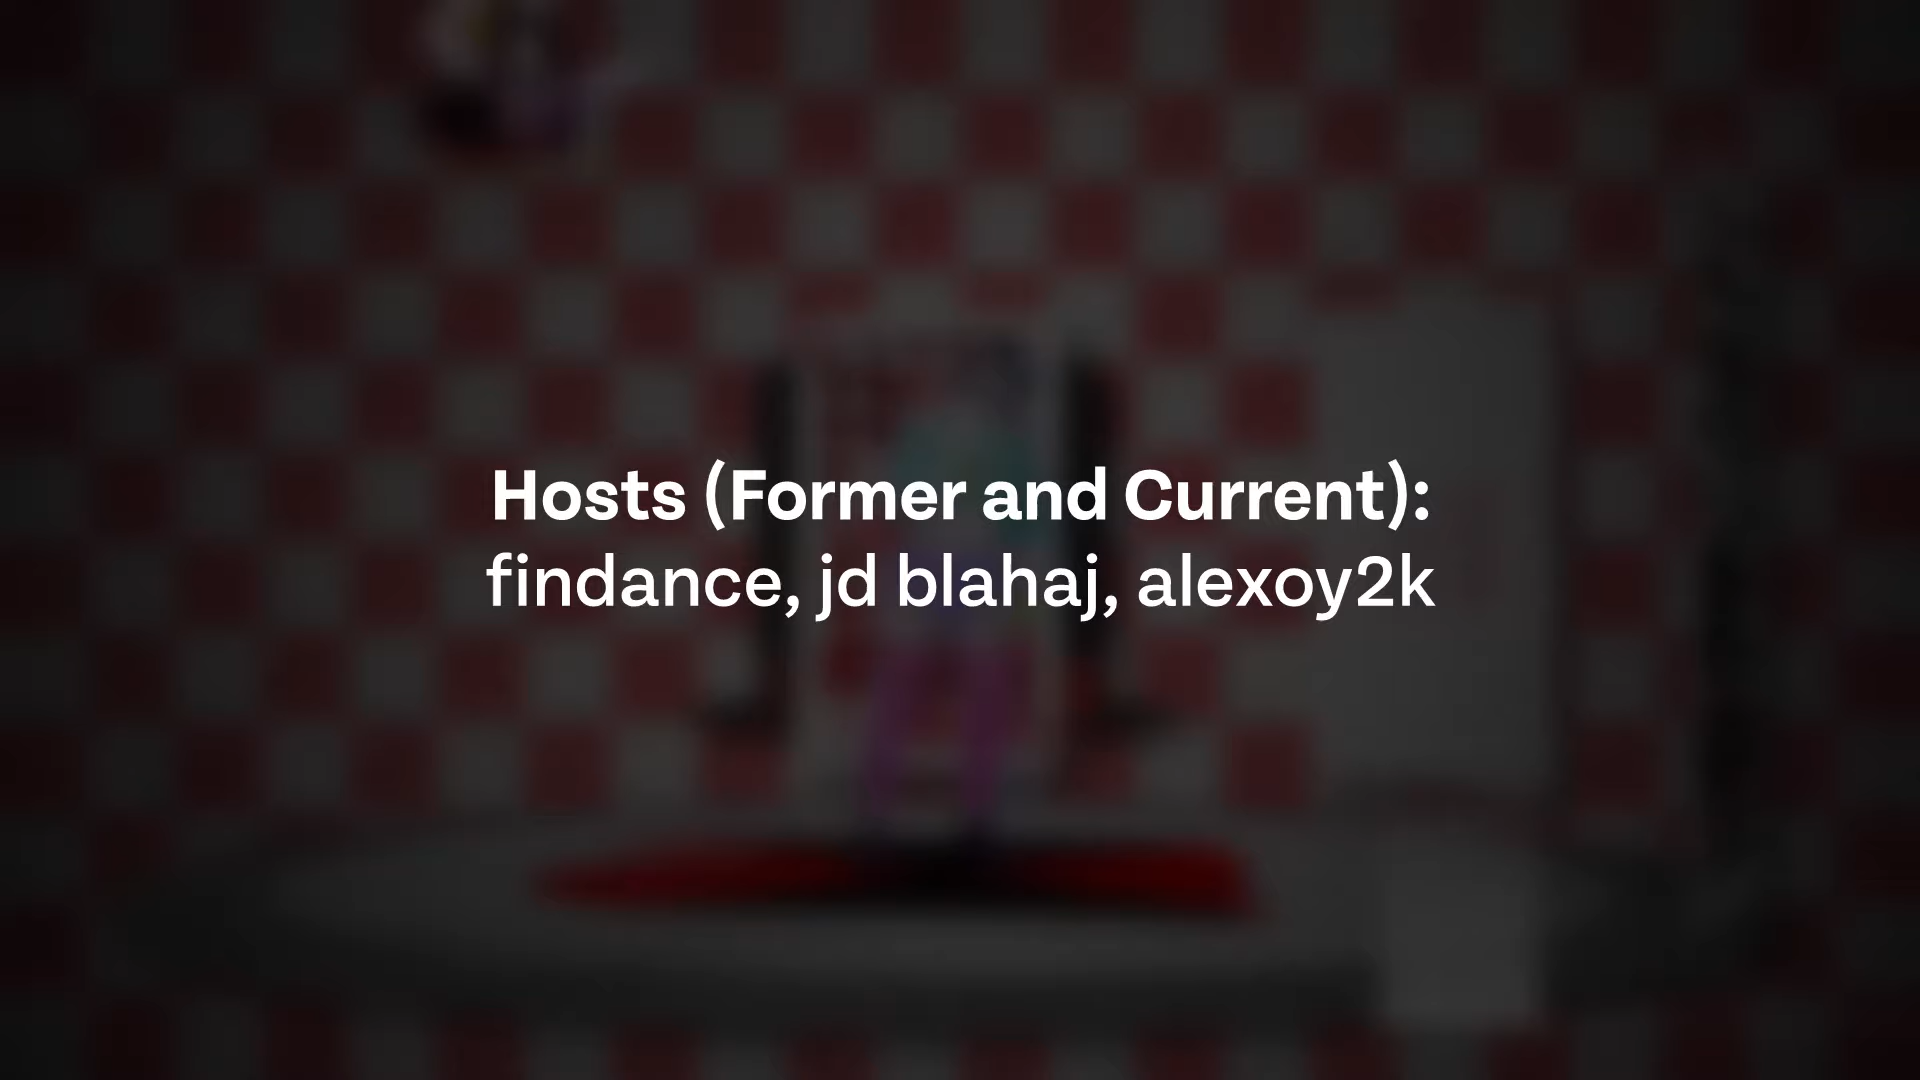 Hosts (Former and Current):
findance, jd blahaj, alexoy2k